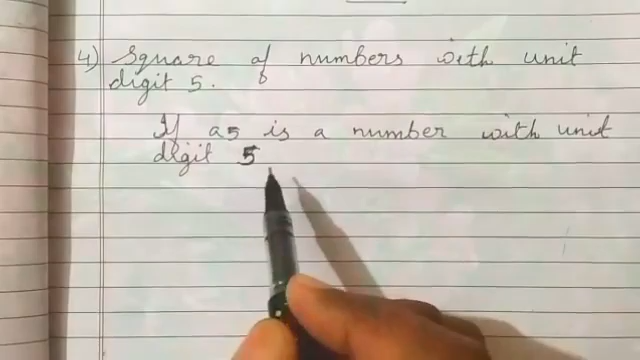 4) Square of numbers with unit
digit 5.
If a5 is a number with unit
digit 5